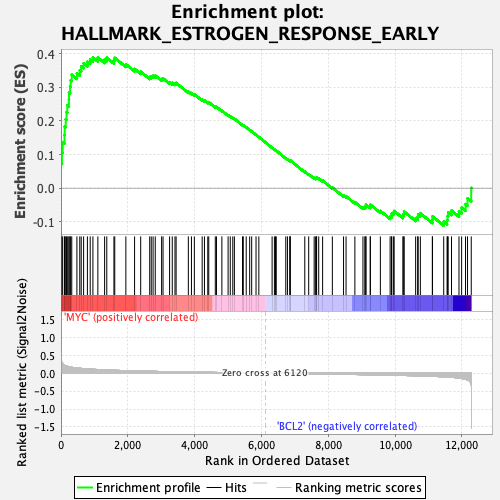 Enrichment plot:
HALLMARK_ESTROGEN_RESPONSE_EARLY
Enrichment score (ES)
0.4
0.3
0.2
0.1
0.0
-0.1
'MYC' (positively correlated)
Ranked list metric (Signal2Noise)
1.5
1.0
0.5
0.0
-0.5
-1.0
-1.5
Zero cross at 6120
'BCL2' (negatively correlated)
0
2,000
4,000
6,000
8,000
10,000
12,000
Rank in Ordered Dataset
Enrichment profile
Hits
Ranking metric scores